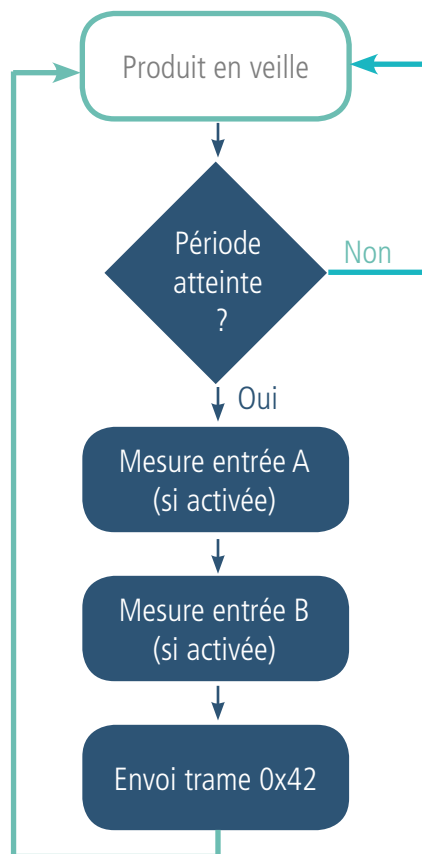 Produit en veille
Période
atteinte
?
Non
Oui
Mesure entrée A
(si activée)
Mesure entrée B
(si activée)
Envoi trame 0x42